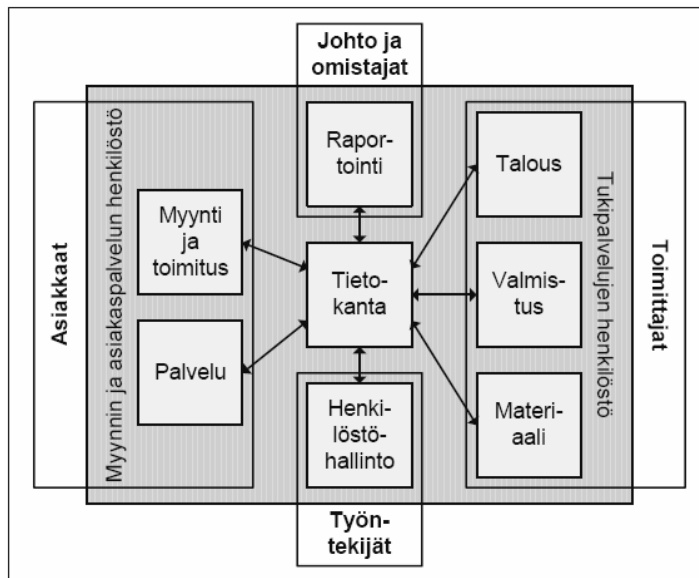 Johto ja
omistajat
Rapor-
tointi
Asiakkaat
Myynnin ja asiakaspalvelun henkilöstö
Myynti
ja
toimitus
Palvelu
Tieto-
kanta
Henki-
löstö-
hallinto
Työn-
tekijät
Talous
Valmis-
tus
Materi-
aali
Tukipalvelujen henkilöstö
Toimittajat